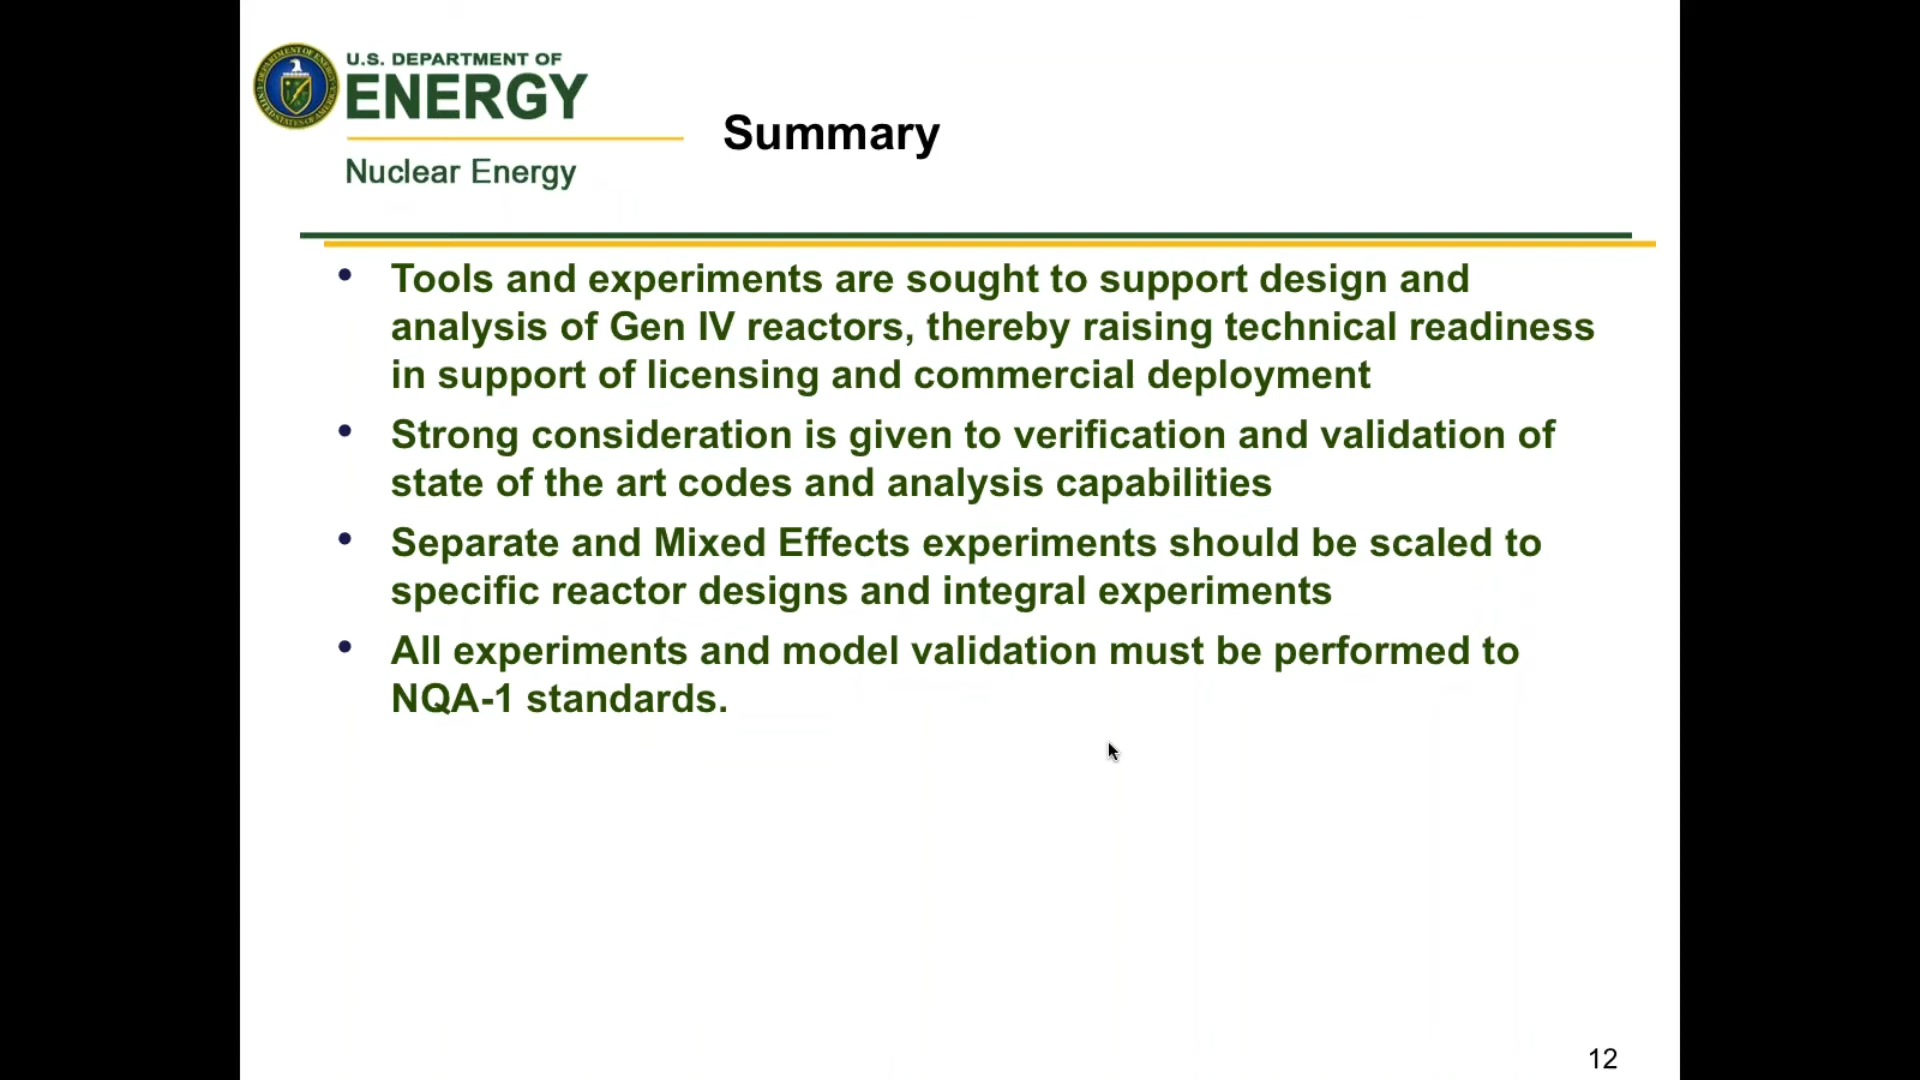 U.S. DEPARTMENT OF
ENERGY
Nuclear Energy
Summary
• Tools and experiments are sought to support design and
analysis of Gen IV reactors, thereby raising technical readiness
in support of licensing and commercial deployment
• Strong consideration is given to verification and validation of
state of the art codes and analysis capabilities
• Separate and Mixed Effects experiments should be scaled to
specific reactor designs and integral experiments
• All experiments and model validation must be performed to
NQA-1 standards.
12